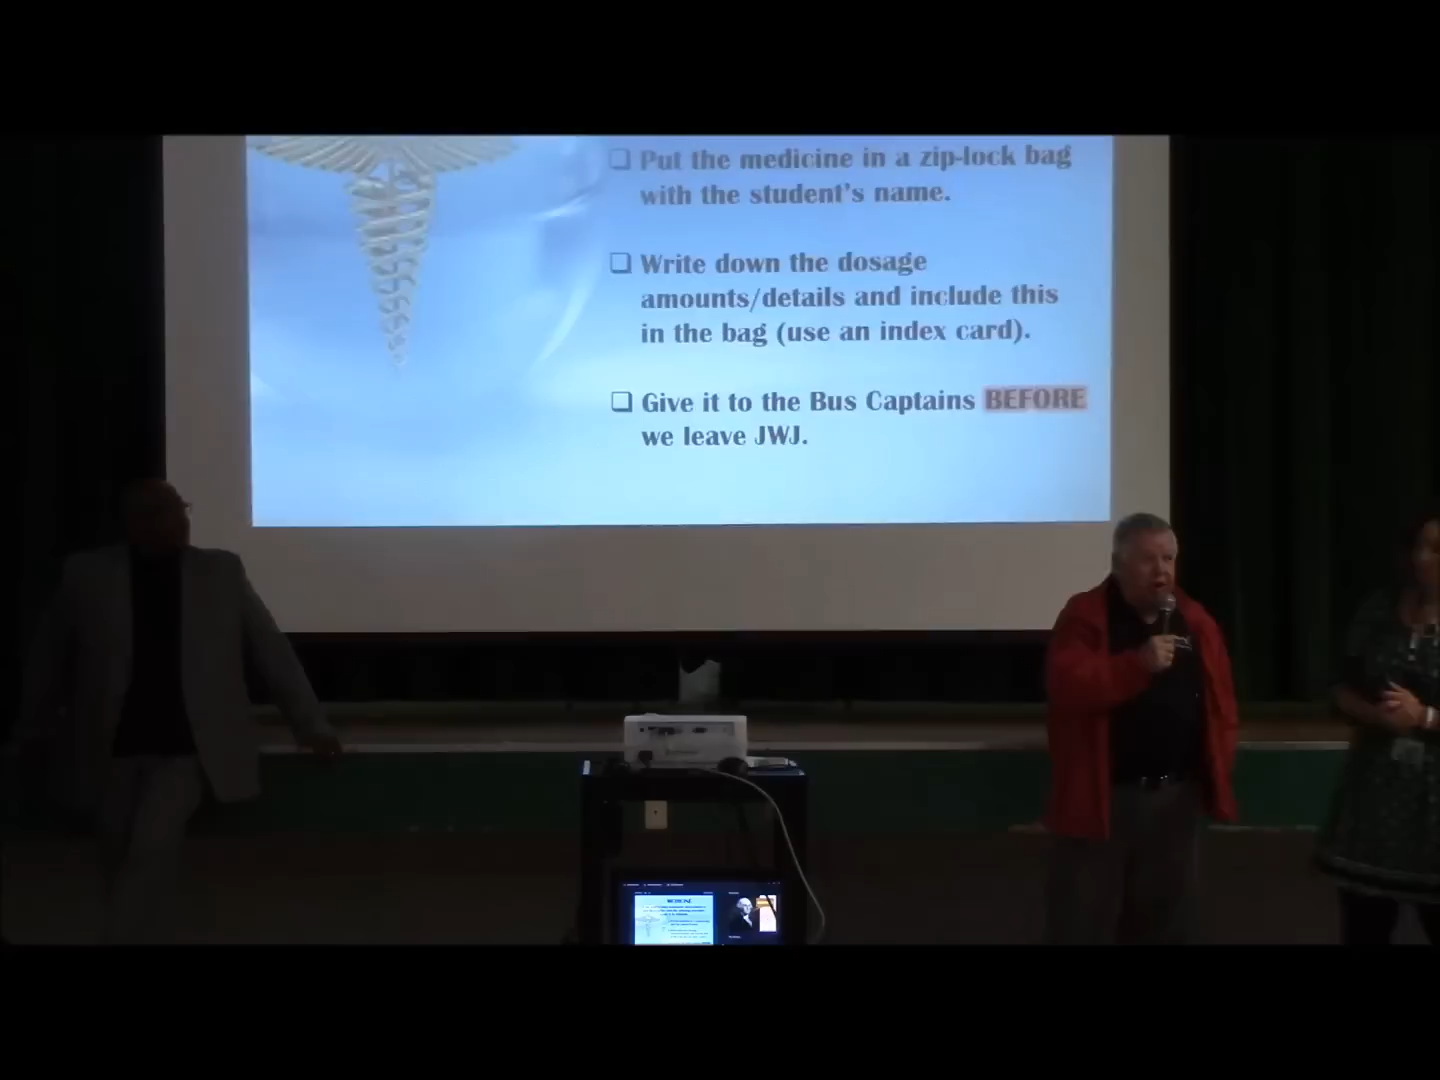 ❑ Put the medicine in a zip-lock bag
with the student's name.
❑ Write down the dosage
amounts/details and include this
in the bag (use an index card).
❑ Give it to the Bus Captains BEFORE
we leave JWJ.
MEDICINE